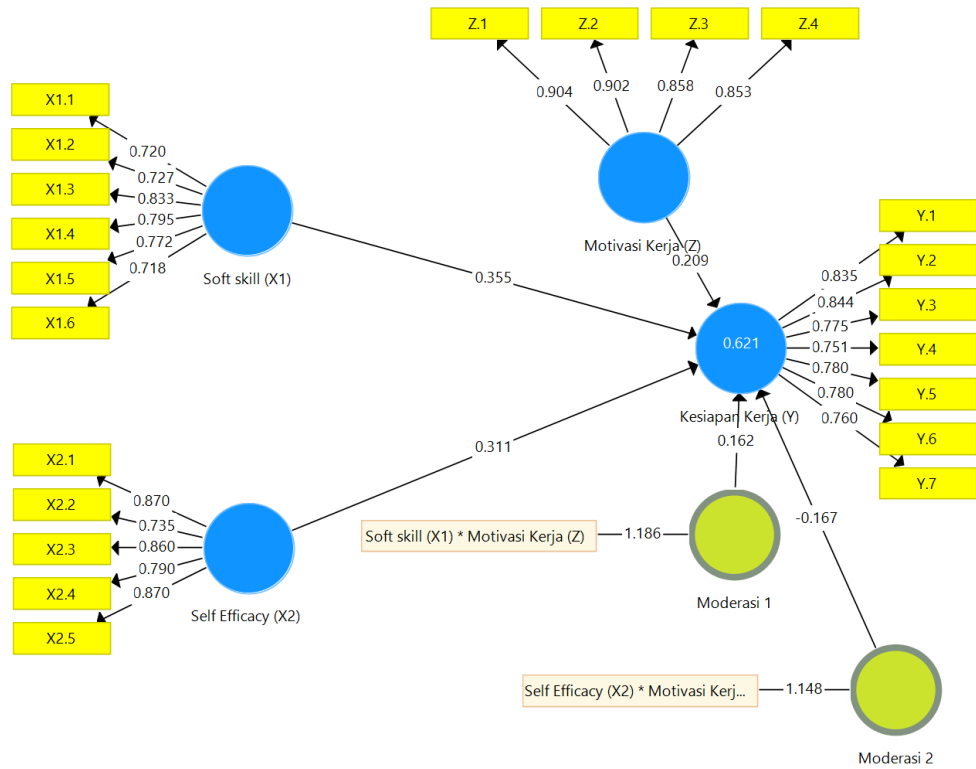 Z.1
Z.2
Z.3
Z.4
0.904
0.902
0.858
0.853
X1.1
X1.2
X1.3
X1.4
X1.5
X1.6
0.720
0.727
0.833
0.795
0.772
0.718
Soft skill (X1)
Motivasi Kerja (Z)
0.209
0.355
Y.1
Y.2
Y.3
Y.4
Y.5
Y.6
Y.7
0.835
0.844
0.775
0.751
0.780
0.780
0.760
0.621
Kesiapan Kerja (Y)
0.311
0.162
-0.167
X2.1
X2.2
X2.3
X2.4
X2.5
0.870
0.735
0.860
0.790
0.870
Self Efficacy (X2)
Soft skill (X1) * Motivasi Kerja (Z)
1.186
Moderasi 1
Self Efficacy (X2) * Motivasi Kerj...
1.148
Moderasi 2